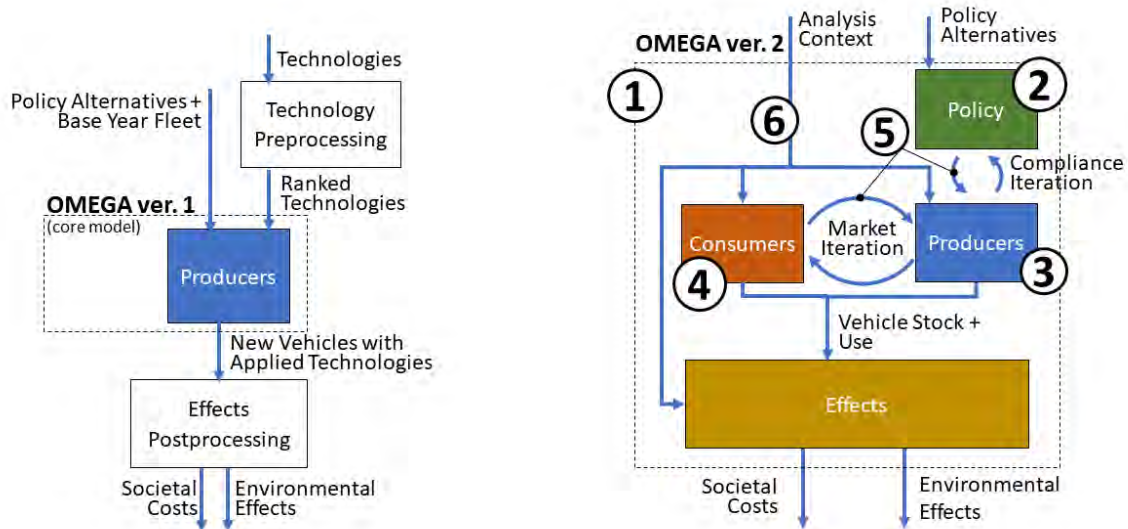 Technologies
Policy Alternatives +
Base Year Fleet
Technology
Preprocessing
Ranked
Technologies
OMEGA ver. 1
(core model)
Producers
New Vehicles with
Applied Technologies
Effects
Postprocessing
Societal
Costs
Environmental
Effects
OMEGA ver. 2
Analysis
Context
Policy
Alternatives
1
2
Policy
6
5
Compliance
Iteration
Consumers
Market
Iteration
Producers
4
3
Vehicle Stock +
Use
Effects
Societal
Costs
Environmental
Effects